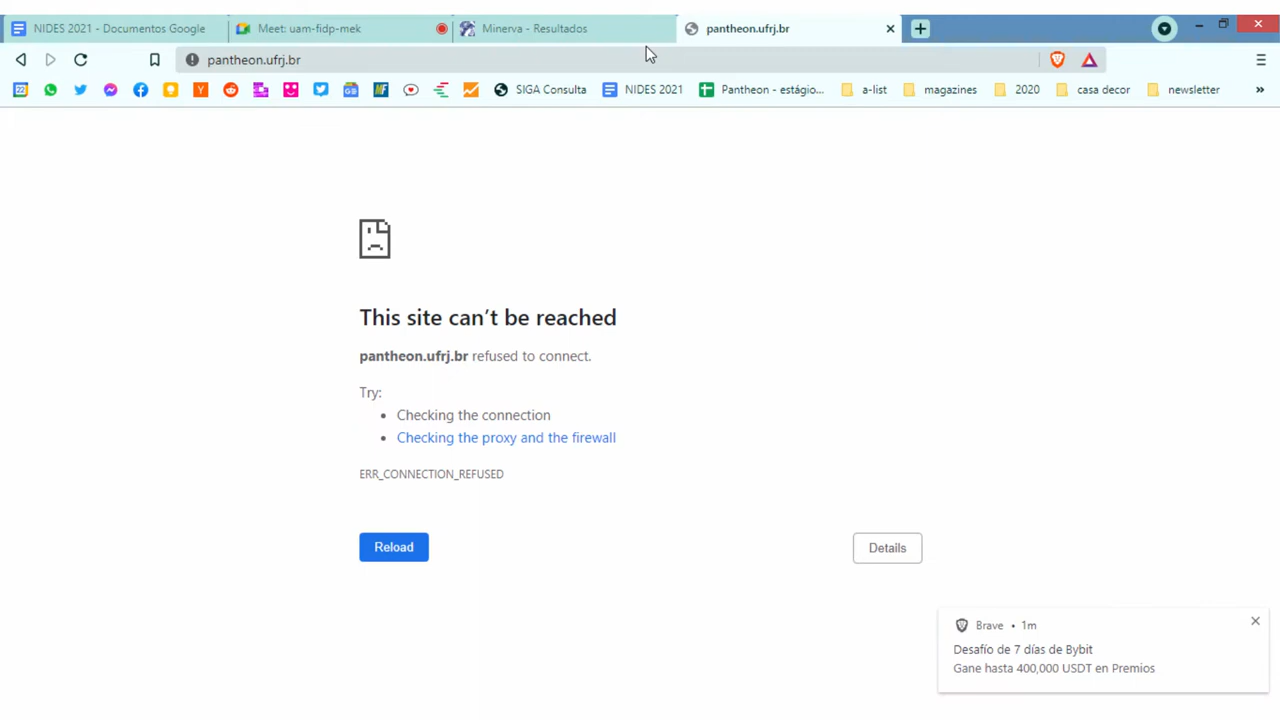 NIDES 2021 - Documentos Google
Meet: uam-fidp-mek
Minerva - Resultados
pantheon.ufrj.br
pantheon.ufrj.br
22
SIGA Consulta
NIDES 2021
Pantheon - estágio...
a-list
magazines
2020
casa decor
newsletter
»
This site can't be reached
pantheon.ufrj.br refused to connect.
Try:
• Checking the connection
• Checking the proxy and the firewall
ERR_CONNECTION_REFUSED
Reload
Details
Brave • 1m
Desafío de 7 días de Bybit
Gane hasta 400,000 USDT en Premios